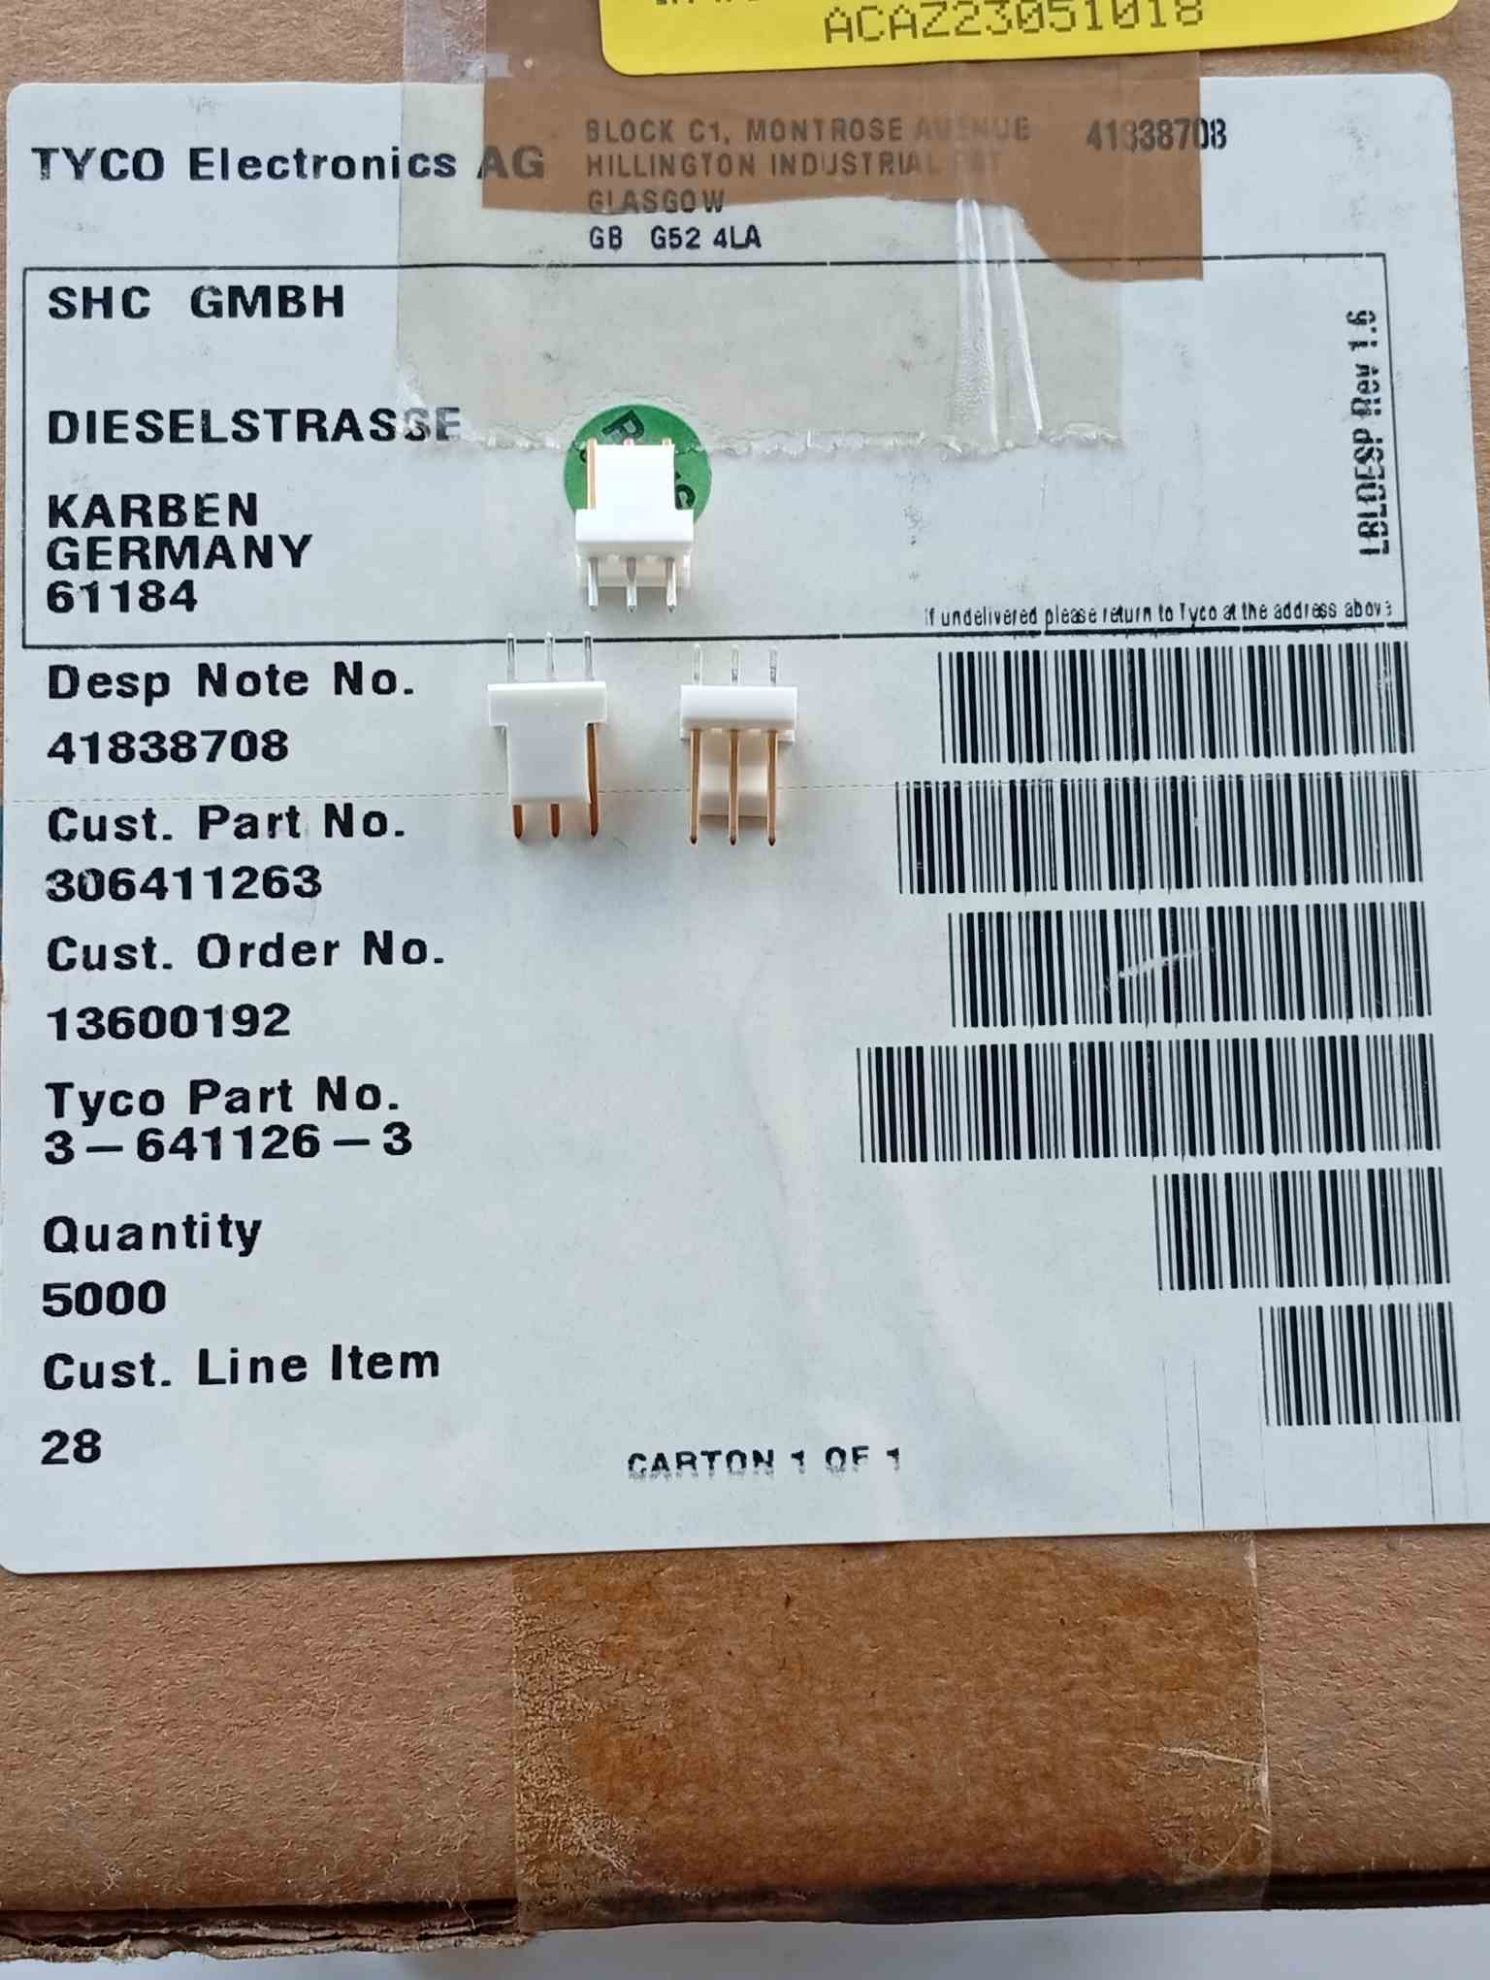 ACAZ23051018
TYCO Electronics AG
BLOCK C1, MONTROSE AVENUE
HILLINGTON INDUSTRIAL EST
GLASGOW
GB G52 4LA
41838708
SHC GMBH
DIESELSTRASSE
KARBEN
GERMANY
61184
LBLDESP Rev 1.6
If undelivered please return to Tyco at the address above
Desp Note No.
41838708
Cust. Part No.
306411263
Cust. Order No.
13600192
Tyco Part No.
3-641126-3
Quantity
5000
Cust. Line Item
28
CARTON 1 OF 1